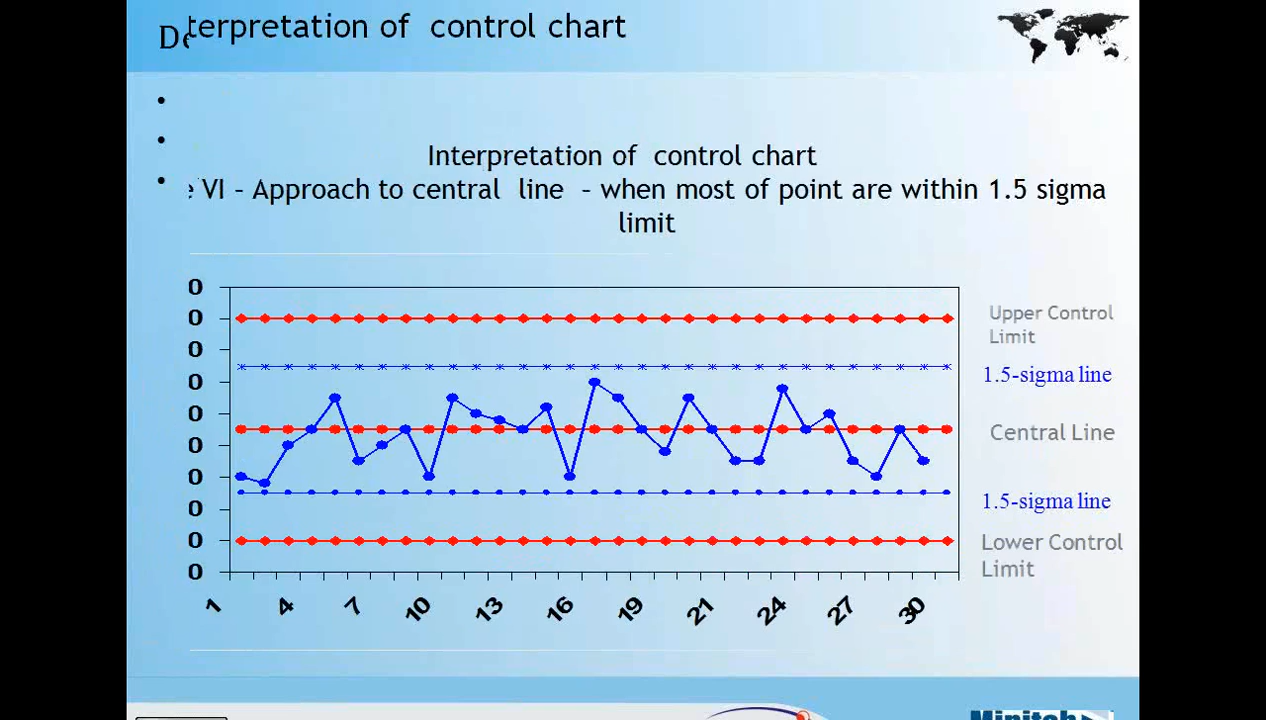 De
terpretation of control chart
Interpretation of control chart
e VI – Approach to central line – when most of point are within 1.5 sigma
limit
0
0
0
0
0
0
0
0
0
0
Upper Control
Limit
1.5-sigma line
Central Line
1.5-sigma line
Lower Control
Limit
1 4 7 10 13 16 19 21 24 27 30